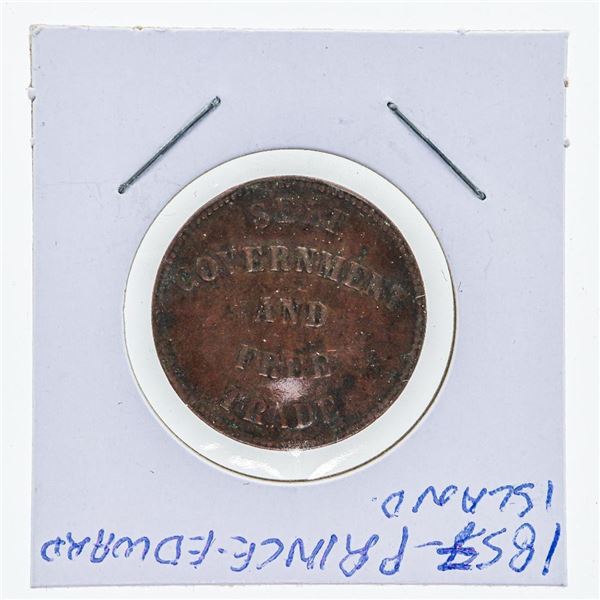 SELF
GOVERNMENT
AND
FREE
TRADE
1857-PRINCE-EDWARD
ISLAND.